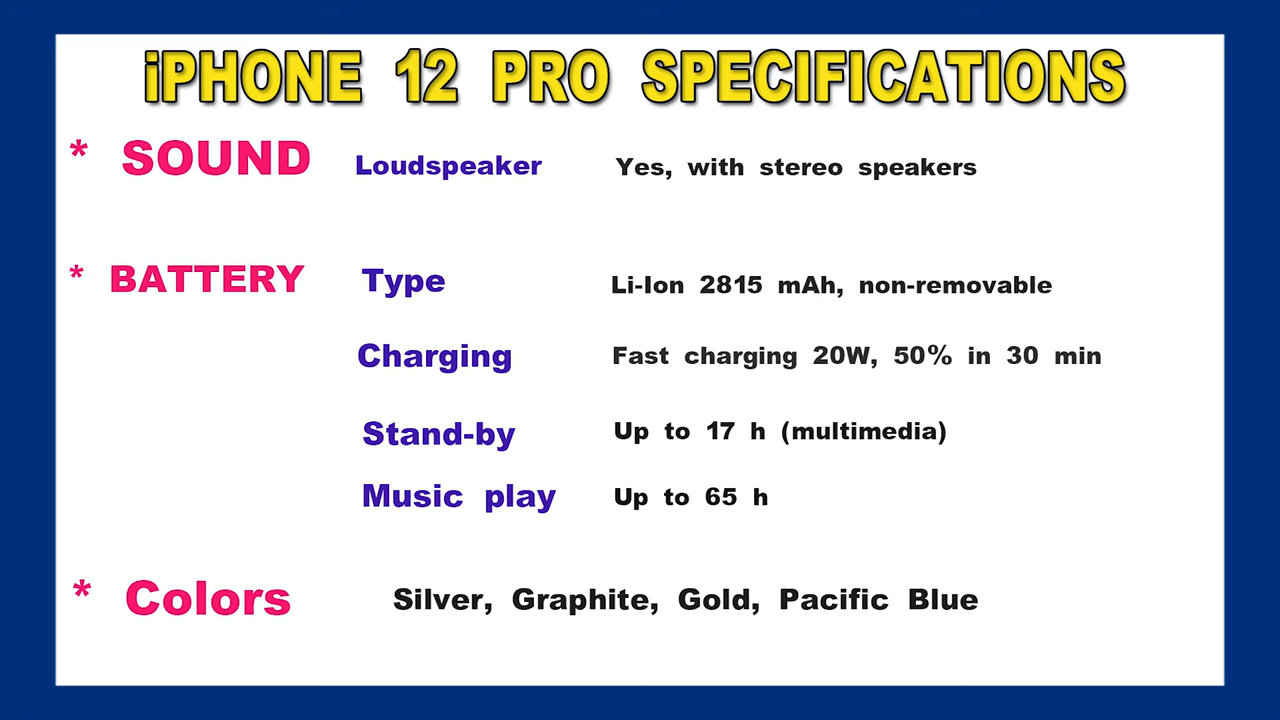 iPHONE 12 PRO SPECIFICATIONS
* SOUND Loudspeaker Yes, with stereo speakers
* BATTERY Type Li-Ion 2815 mAh, non-removable
Charging Fast charging 20W, 50% in 30 min
Stand-by Up to 17 h (multimedia)
Music play Up to 65 h
* Colors Silver, Graphite, Gold, Pacific Blue